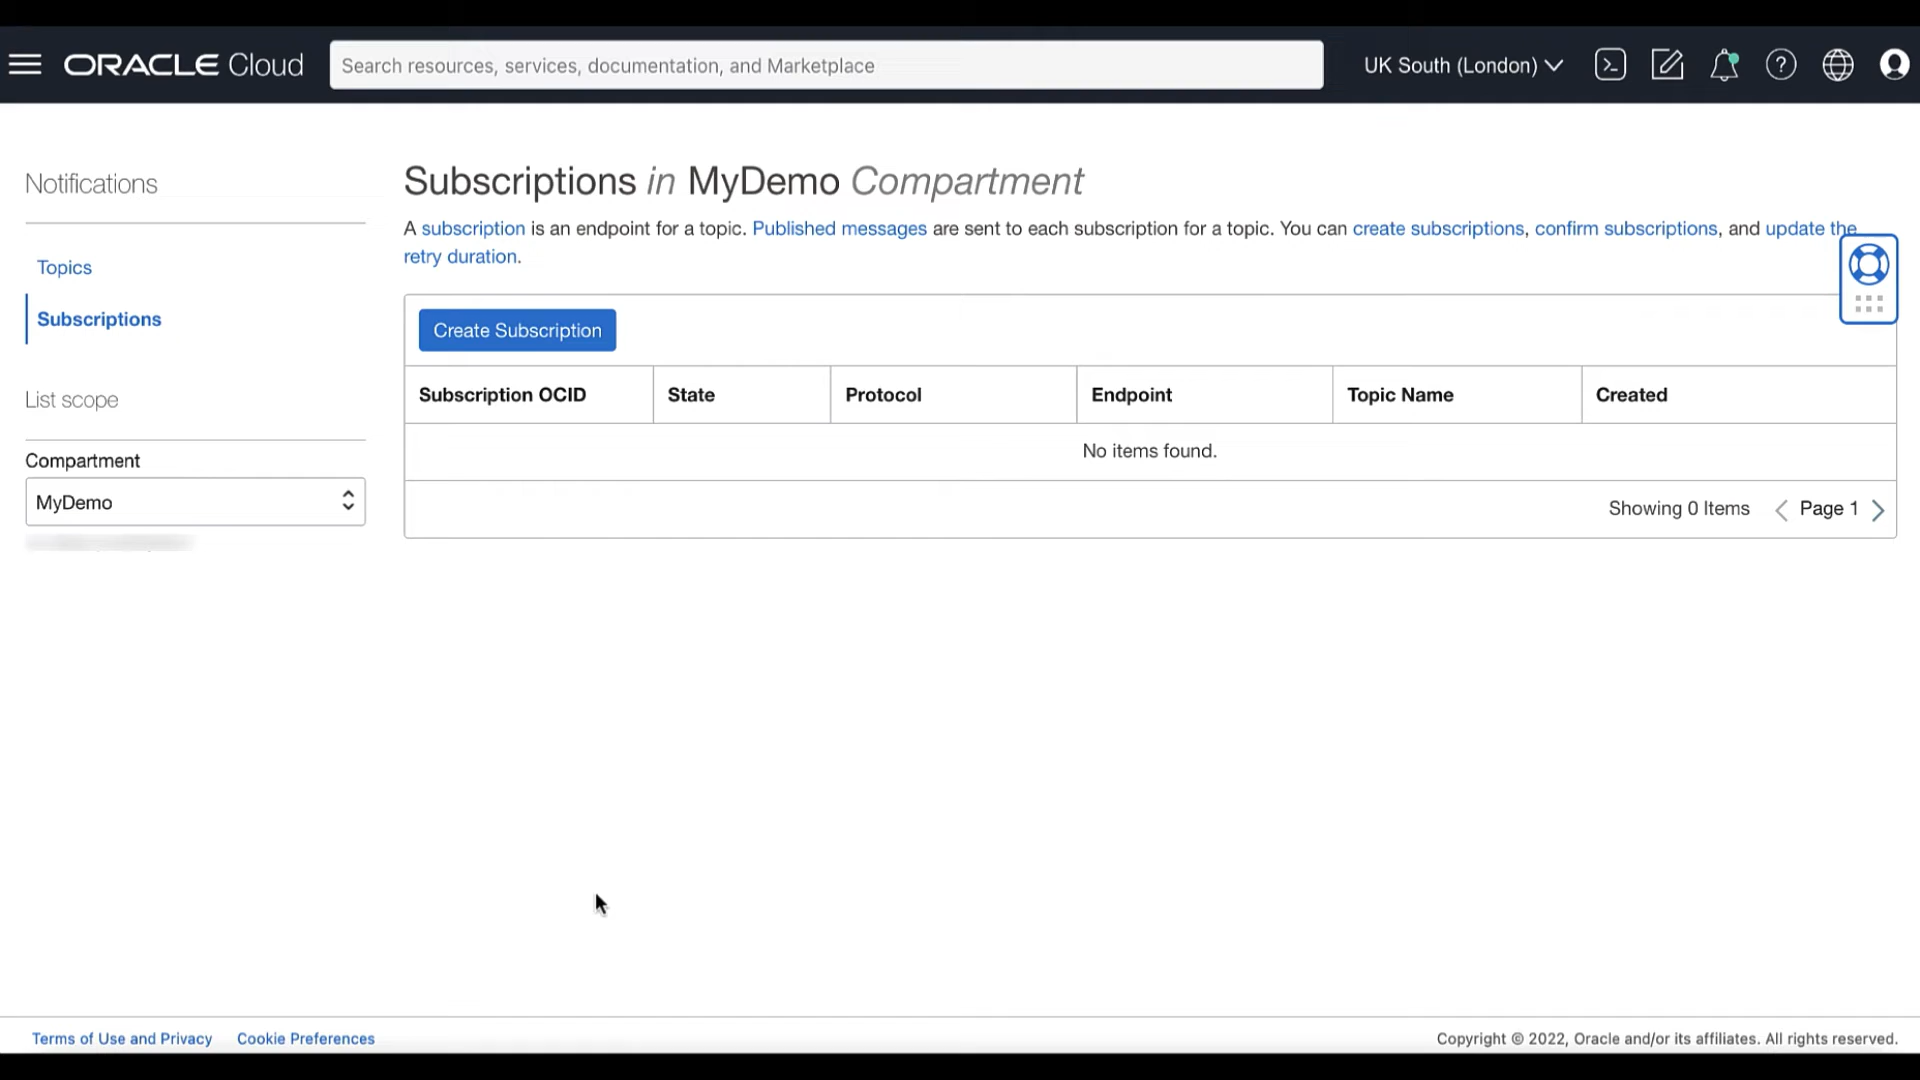 ORACLE Cloud
Search resources, services, documentation, and Marketplace
UK South (London)
Notifications
Topics
Subscriptions
List scope
Compartment
MyDemo
Subscriptions in MyDemo Compartment
A subscription is an endpoint for a topic. Published messages are sent to each subscription for a topic. You can create subscriptions, confirm subscriptions, and update the
retry duration.
Create Subscription
Subscription OCID State Protocol Endpoint Topic Name Created
No items found.
Showing 0 Items Page 1
Terms of Use and Privacy Cookie Preferences
Copyright © 2022, Oracle and/or its affiliates. All rights reserved.